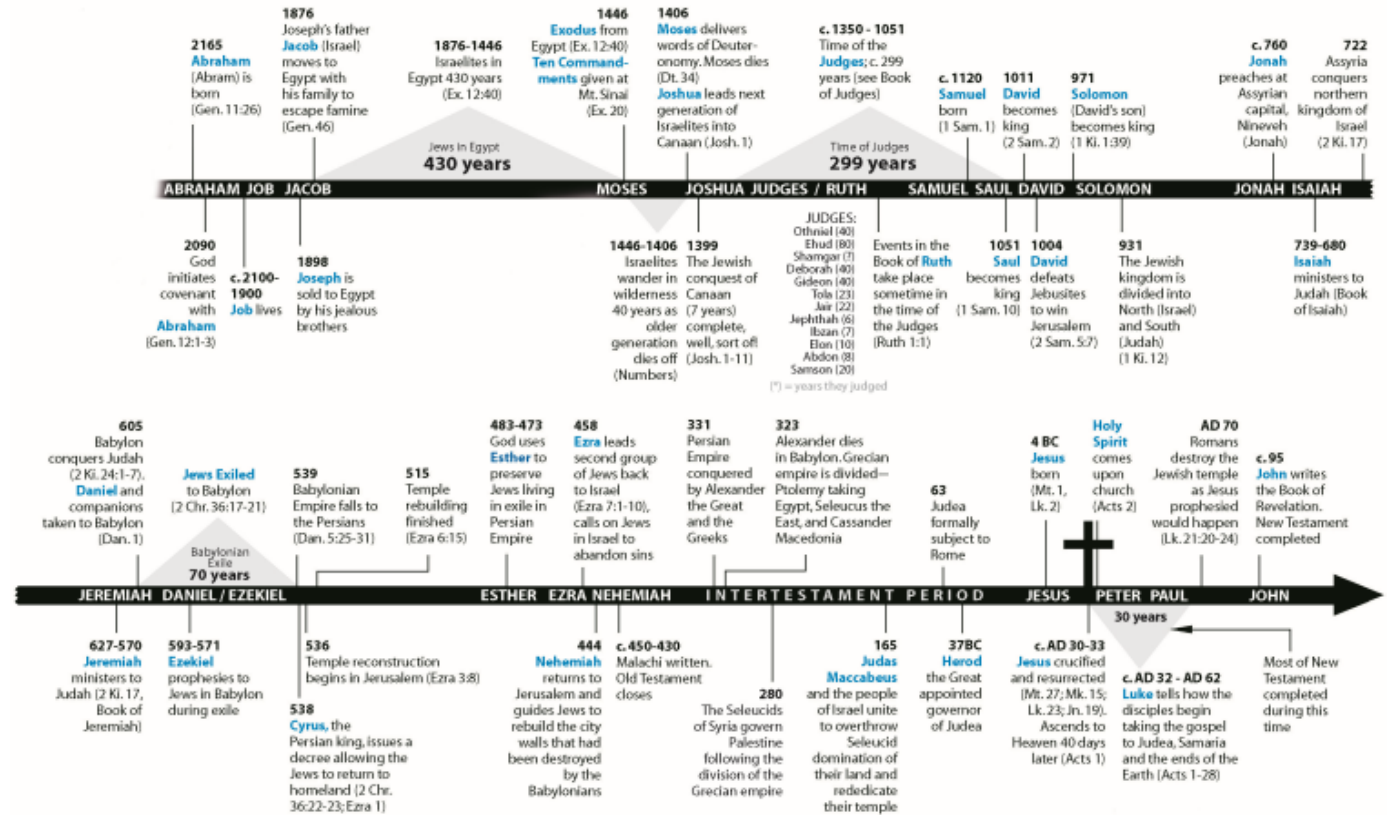 2165
Abraham
(Abram) is
born
(Gen. 11:26)
1876
Joseph's father
Jacob (Israel)
moves to
Egypt with
his family to
escape famine
(Gen. 46)
1876-1446
Israelites in
Egypt 430 years
(Ex. 12:40)
1446
Exodus from
Egypt (Ex. 12:40)
Ten Command-
ments given at
Mt. Sinai
(Ex. 20)
1406
Moses delivers
words of Deuter-
onomy. Moses dies
(Dt. 34)
Joshua leads next
generation of
Israelites into
Canaan (Josh. 1)
c. 1350 - 1051
Time of the
Judges; c. 299
years (see Book
of Judges)
c. 1120
Samuel
born
(1 Sam. 1)
1011
David
becomes
king
(2 Sam. 2)
971
Solomon
(David's son)
becomes king
(1 Ki. 1:39)
c. 760
Jonah
preaches at
Assyrian
capital,
Nineveh
(Jonah)
722
Assyria
conquers
northern
kingdom of
Israel
(2 Ki. 17)
Jews in Egypt
430 years
Time of Judges
299 years
ABRAHAM JOB JACOB MOSES JOSHUA JUDGES / RUTH SAMUEL SAUL DAVID SOLOMON JONAH ISAIAH
2090
God
initiates
covenant
with
Abraham
(Gen. 12:1-3)
c. 2100-
1900
Job lives
1898
Joseph is
sold to Egypt
by his jealous
brothers
1446-1406
Israelites
wander in
wilderness
40 years as
older
generation
dies off
(Numbers)
1399
The Jewish
conquest of
Canaan
(7 years)
complete,
well, sort of!
(Josh. 1-11)
JUDGES:
Othniel (40)
Ehud (80)
Shamgar (?)
Deborah (40)
Gideon (40)
Tola (23)
Jair (22)
Jephthah (6)
Ibzan (7)
Elon (10)
Abdon (8)
Samson (20)
(*) = years they judged
Events in the
Book of Ruth
take place
sometime in
the time of
the Judges
(Ruth 1:1)
1051
Saul
becomes
king
(1 Sam. 10)
1004
David
defeats
Jebusites
to win
Jerusalem
(2 Sam. 5:7)
931
The Jewish
kingdom is
divided into
North (Israel)
and South
(Judah)
(1 Ki. 12)
739-680
Isaiah
ministers to
Judah (Book
of Isaiah)
605
Babylon
conquers Judah
(2 Ki. 24:1-7).
Daniel and
companions
taken to Babylon
(Dan. 1)
Jews Exiled
to Babylon
(2 Chr. 36:17-21)
539
Babylonian
Empire falls to
the Persians
(Dan. 5:25-31)
515
Temple
rebuilding
finished
(Ezra 6:15)
483-473
God uses
Esther to
preserve
Jews living
in exile in
Persian
Empire
458
Ezra leads
second group
of Jews back
to Israel
(Ezra 7:1-10),
calls on Jews
in Israel to
abandon sins
331
Persian
Empire
conquered
by Alexander
the Great
and the
Greeks
323
Alexander dies
in Babylon. Grecian
empire is divided—
Ptolemy taking
Egypt, Seleucus the
East, and Cassander
Macedonia
63
Judea
formally
subject to
Rome
4 BC
Jesus
born
(Mt. 1,
Lk. 2)
Holy
Spirit
comes
upon
church
(Acts 2)
AD 70
Romans
destroy the
Jewish temple
as Jesus
prophesied
would happen
(Lk. 21:20-24)
c. 95
John writes
the Book of
Revelation.
New Testament
completed
Babylonian
Exile
70 years
JEREMIAH DANIEL / EZEKIEL ESTHER EZRA NEHEMIAH INTERTESTAMENT PERIOD JESUS PETER PAUL JOHN
30 years
627-570
Jeremiah
ministers to
Judah (2 Ki. 17,
Book of
Jeremiah)
593-571
Ezekiel
prophesies to
Jews in Babylon
during exile
536
Temple reconstruction
begins in Jerusalem (Ezra 3:8)
538
Cyrus, the
Persian king, issues a
decree allowing the
Jews to return to
homeland (2 Chr.
36:22-23; Ezra 1)
444
Nehemiah
returns to
Jerusalem and
guides Jews to
rebuild the city
walls that had
been destroyed
by the
Babylonians
c. 450-430
Malachi written.
Old Testament
closes
280
The Seleucids
of Syria govern
Palestine
following the
division of the
Grecian empire
165
Judas
Maccabeus
and the people
of Israel unite
to overthrow
Seleucid
domination of
their land and
rededicate
their temple
37BC
Herod
the Great
appointed
governor
of Judea
c. AD 30-33
Jesus crucified
and resurrected
(Mt. 27; Mk. 15;
Lk. 23; Jn. 19).
Ascends to
Heaven 40 days
later (Acts 1)
c. AD 32 - AD 62
Luke tells how the
disciples begin
taking the gospel
to Judea, Samaria
and the ends of the
Earth (Acts 1-28)
Most of New
Testament
completed
during this
time